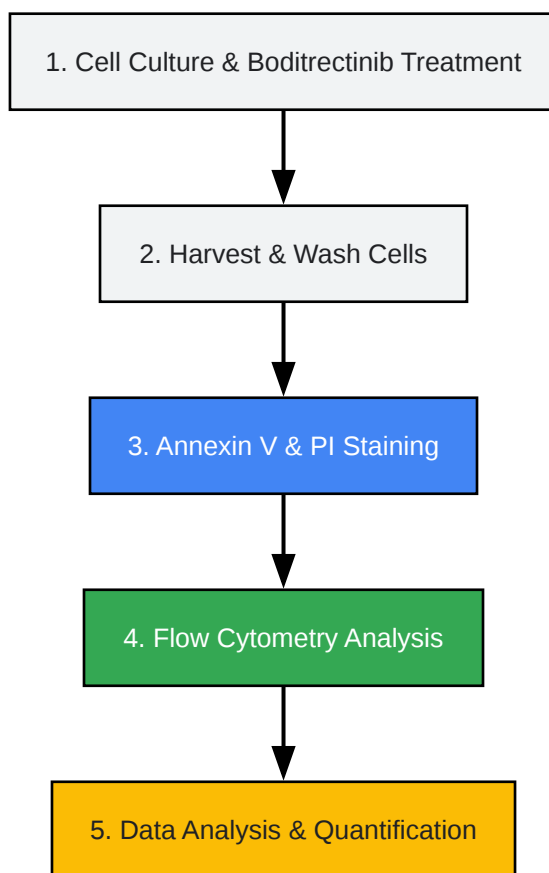 1. Cell Culture & Boditrectinib Treatment
2. Harvest & Wash Cells
3. Annexin V & PI Staining
4. Flow Cytometry Analysis
5. Data Analysis & Quantification